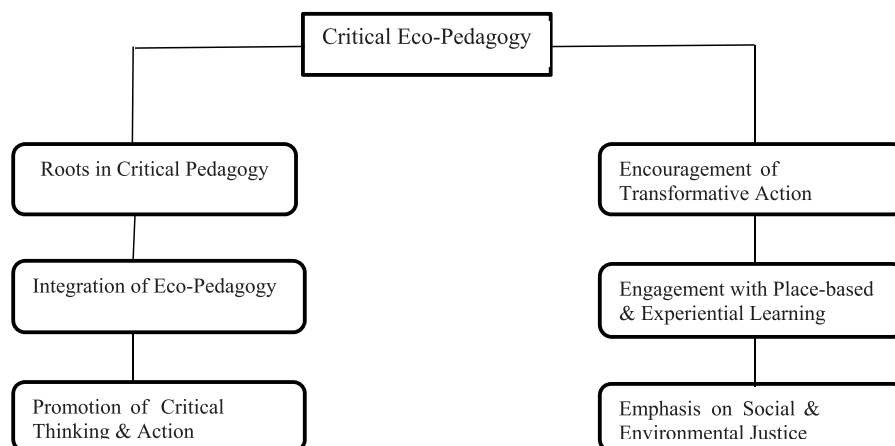 Critical Eco-Pedagogy
Roots in Critical Pedagogy
Integration of Eco-Pedagogy
Promotion of Critical
Thinking & Action
Encouragement of
Transformative Action
Engagement with Place-based
& Experiential Learning
Emphasis on Social &
Environmental Justice